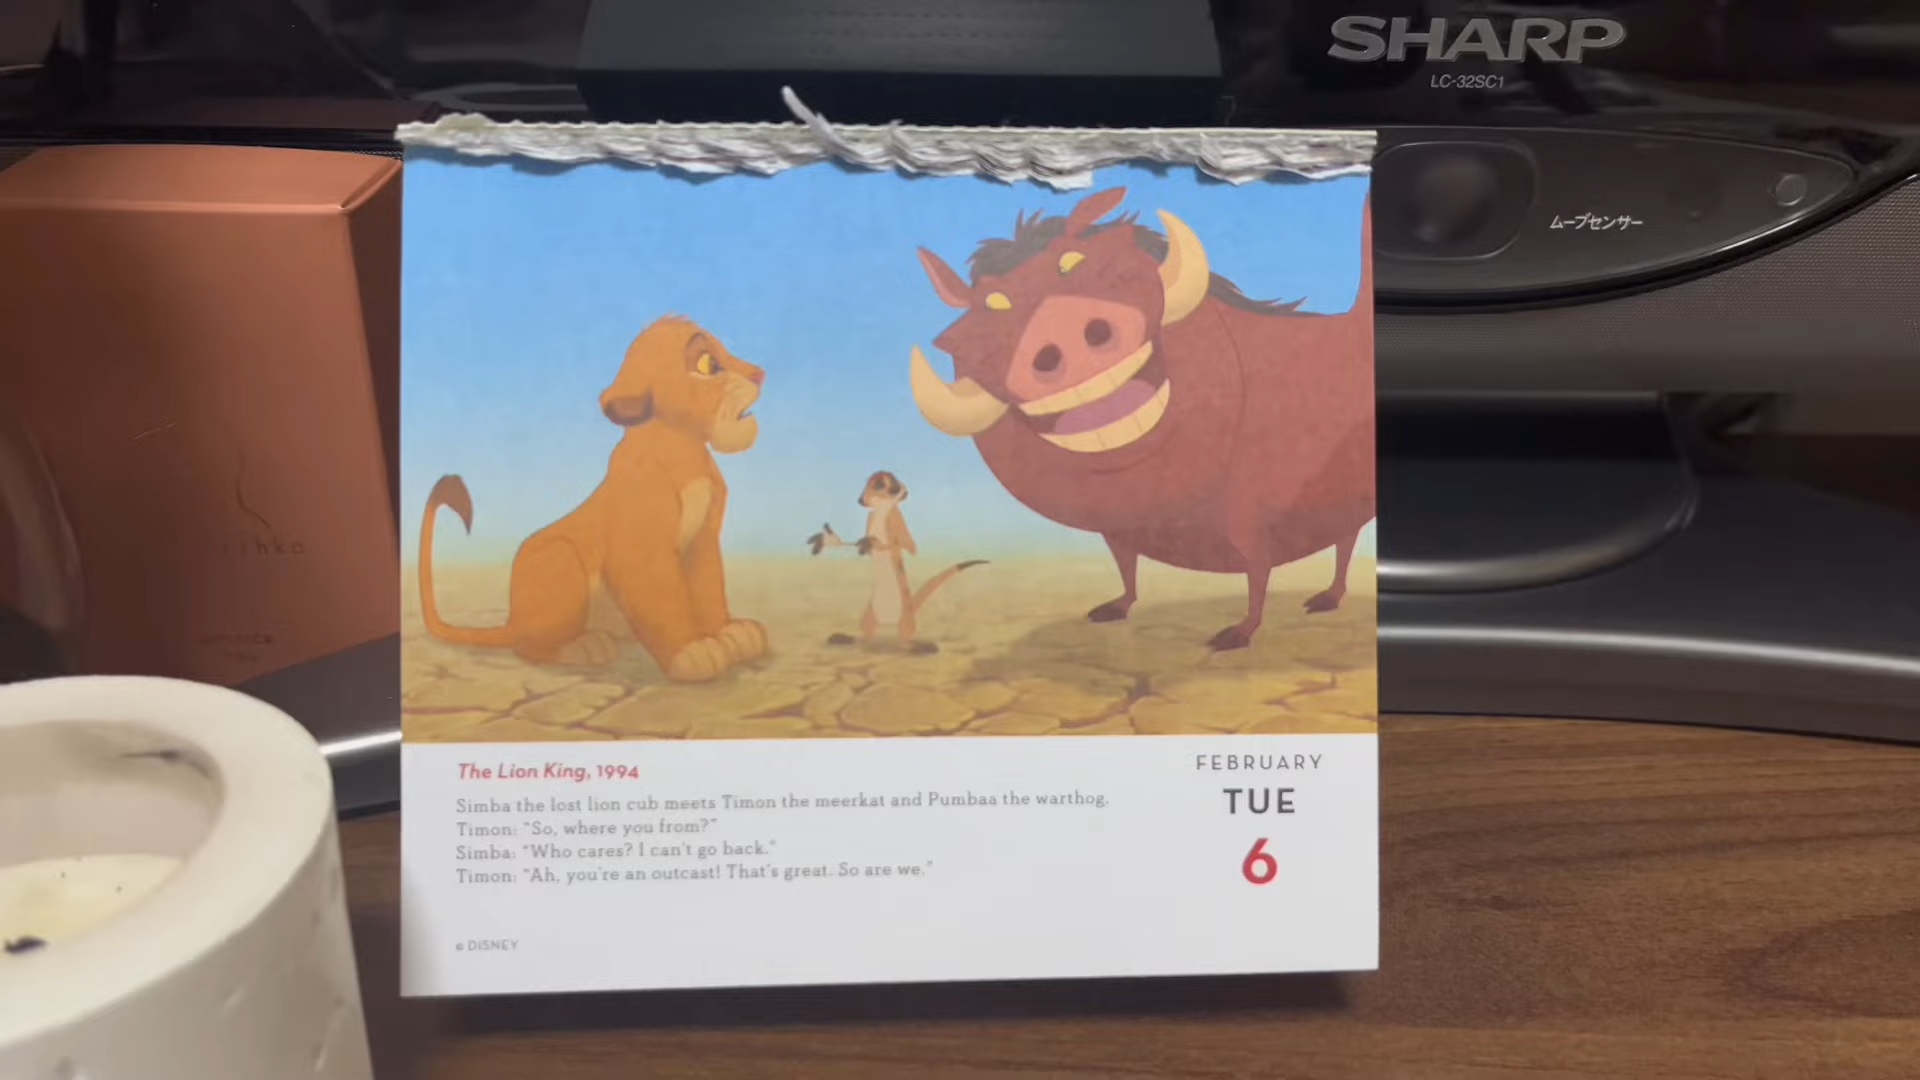 SHARP
LC-32SC1
ムーブセンサー
The Lion King, 1994
Simba the lost lion cub meets Timon the meerkat and Pumbaa the warthog.
Timon: “So, where you from?”
Simba: “Who cares? I can't go back.”
Timon: “Ah, you're an outcast! That's great. So are we.”
© DISNEY
FEBRUARY
TUE
6